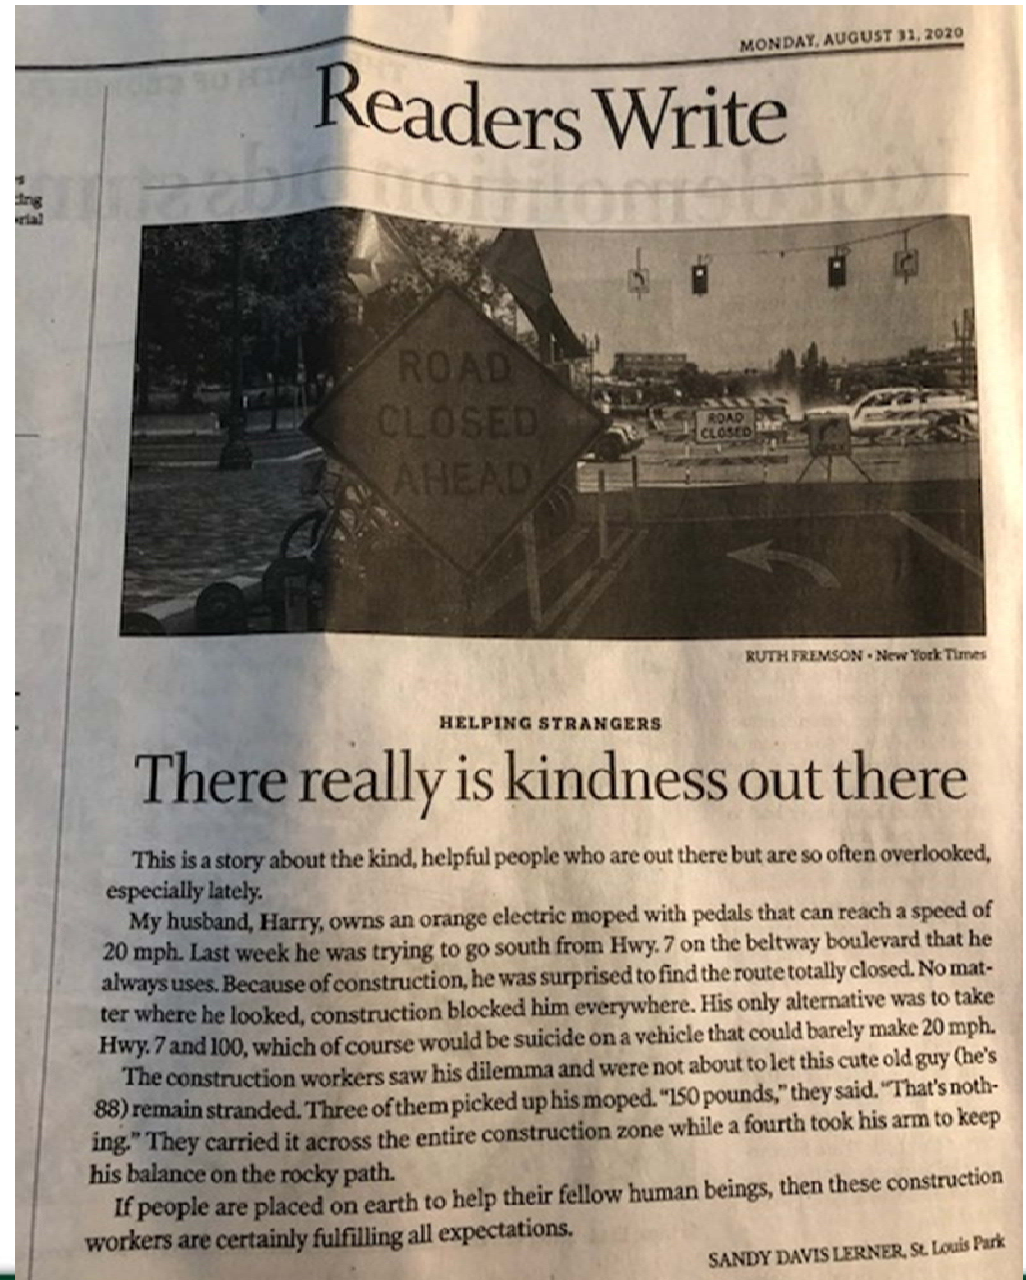 MONDAY, AUGUST 31, 2020
Readers Write
ROAD
CLOSED
AHEAD
ROAD
CLOSED
RUTH FREMSON • New York Times
HELPING STRANGERS
There really is kindness out there
This is a story about the kind, helpful people who are out there but are so often overlooked,
especially lately.
My husband, Harry, owns an orange electric moped with pedals that can reach a speed of
20 mph. Last week he was trying to go south from Hwy. 7 on the beltway boulevard that he
always uses. Because of construction, he was surprised to find the route totally closed. No mat-
ter where he looked, construction blocked him everywhere. His only alternative was to take
Hwy. 7 and 100, which of course would be suicide on a vehicle that could barely make 20 mph.
The construction workers saw his dilemma and were not about to let this cute old guy (he's
88) remain stranded. Three of them picked up his moped. "150 pounds," they said. "That's noth-
ing." They carried it across the entire construction zone while a fourth took his arm to keep
his balance on the rocky path.
If people are placed on earth to help their fellow human beings, then these construction
workers are certainly fulfilling all expectations.
SANDY DAVIS LERNER, St. Louis Park